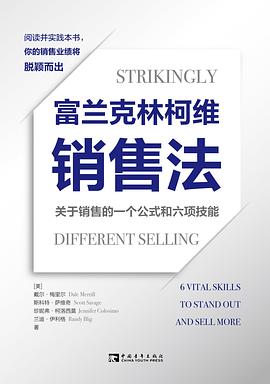 阅读并实践本书，
你的销售业绩将
脱颖而出
STRIKINGLY
富兰克林柯维
销售法
关于销售的一个公式和六项技能
DIFFERENT SELLING
[美]
戴尔·梅里尔 Dale Merrill
斯科特·萨维奇 Scott Savage
珍妮弗·柯洛西莫 Jennifer Colosimo
兰迪·伊利格 Randy Illig
著
6 VITAL SKILLS
TO STAND OUT
AND SELL MORE
中国青年出版社
CHINA YOUTH PRESS